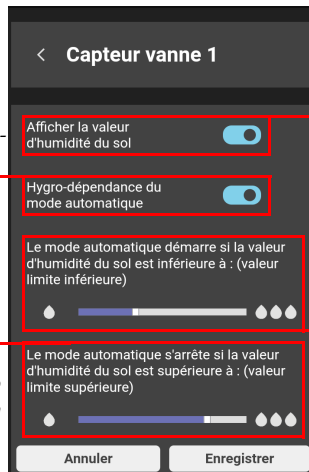 Capteur vanne 1
Afficher la valeur
d'humidité du sol
Hygro-dépendance du
mode automatique
Le mode automatique démarre si la valeur
d'humidité du sol est inférieure à : (valeur
limite inférieure)
Le mode automatique s'arrête si la valeur
d'humidité du sol est supérieure à : (valeur
limite supérieure)
Annuler
Enregistrer